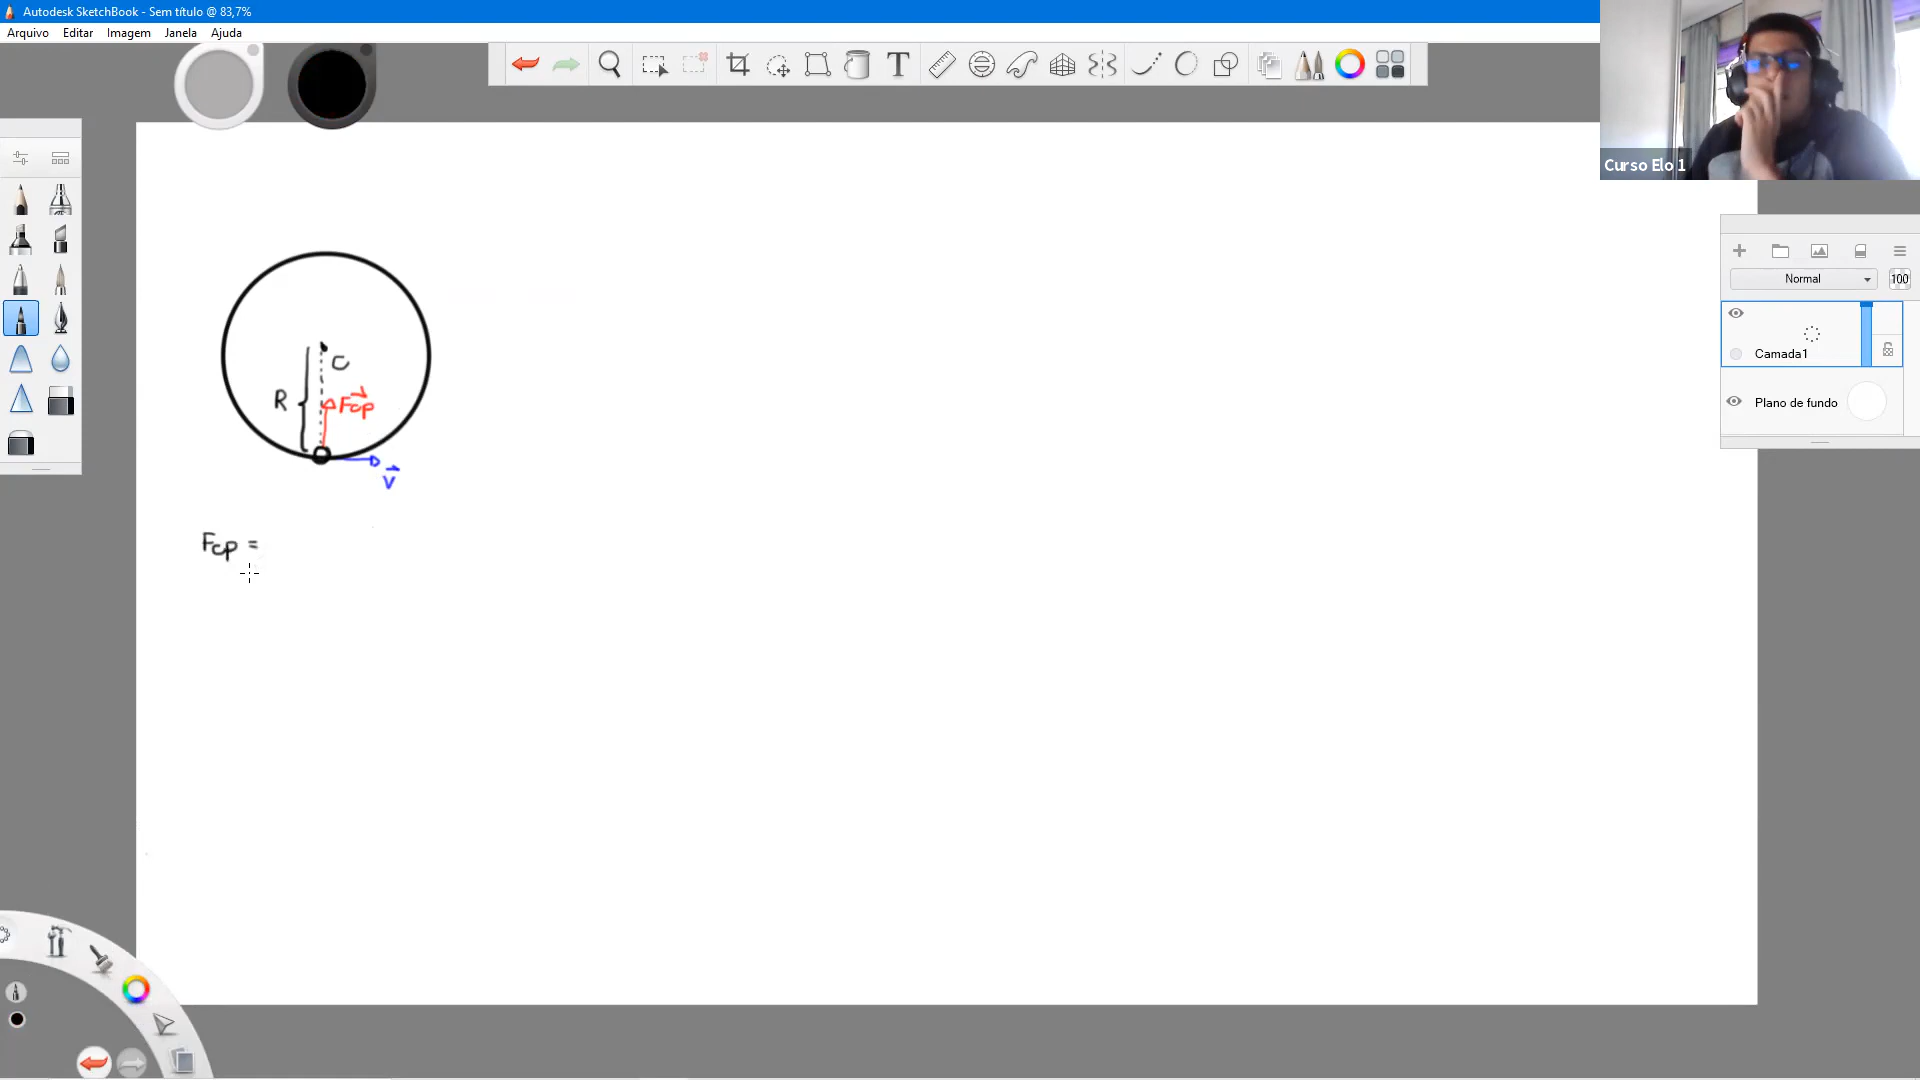 Autodesk SketchBook - Sem título @ 83,7%
Arquivo Editar Imagem Janela Ajuda
T
Curso Elo 1
Normal 100
Camada1
Plano de fundo
C
R
Fcp
V
Fcp =